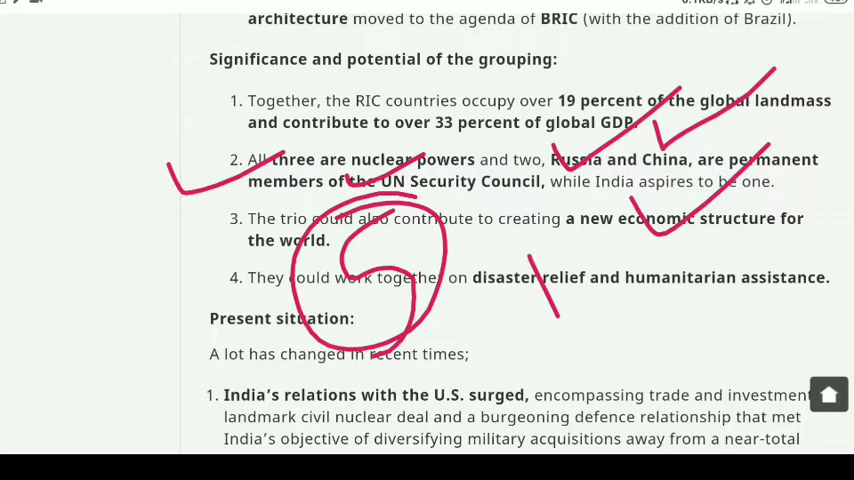 architecture moved to the agenda of BRIC (with the addition of Brazil).
Significance and potential of the grouping:
1. Together, the RIC countries occupy over 19 percent of the global landmass
and contribute to over 33 percent of global GDP.
2. All three are nuclear powers and two, Russia and China, are permanent
members of the UN Security Council, while India aspires to be one.
3. The trio could also contribute to creating a new economic structure for
the world.
4. They could work together on disaster relief and humanitarian assistance.
Present situation:
A lot has changed in recent times;
1. India's relations with the U.S. surged, encompassing trade and investment
landmark civil nuclear deal and a burgeoning defence relationship that met
India's objective of diversifying military acquisitions away from a near-total